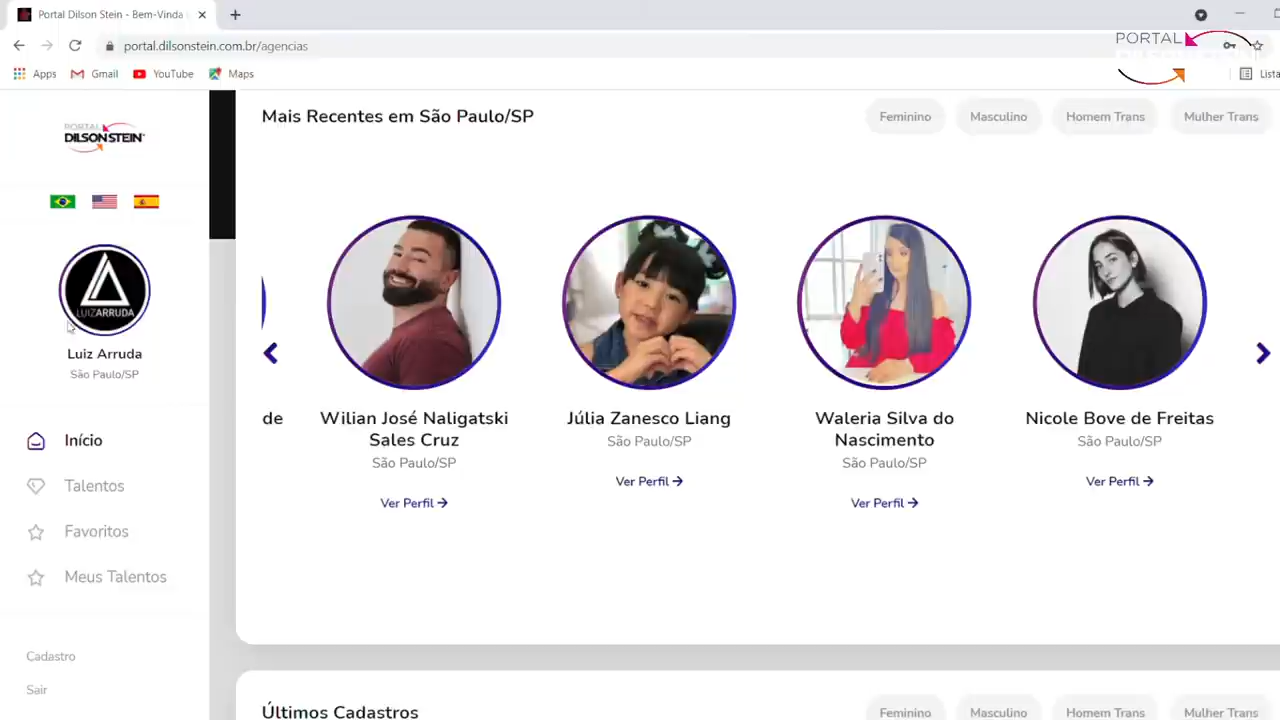 Portal Dilson Stein - Bem-Vinda
portal.dilsonstein.com.br/agencias
PORTAL
Apps
Gmail
YouTube
Maps
Lista
PORTAL
DILSON STEIN
LUIZARRUDA
Luiz Arruda
São Paulo/SP
Início
Talentos
Favoritos
Meus Talentos
Cadastro
Sair
Mais Recentes em São Paulo/SP
Feminino
Masculino
Homem Trans
Mulher Trans
de
Wilian José Naligatski
Sales Cruz
São Paulo/SP
Ver Perfil →
Júlia Zanesco Liang
São Paulo/SP
Ver Perfil →
Waleria Silva do
Nascimento
São Paulo/SP
Ver Perfil →
Nicole Bove de Freitas
São Paulo/SP
Ver Perfil →
Últimos Cadastros
Feminino
Masculino
Homem Trans
Mulher Trans